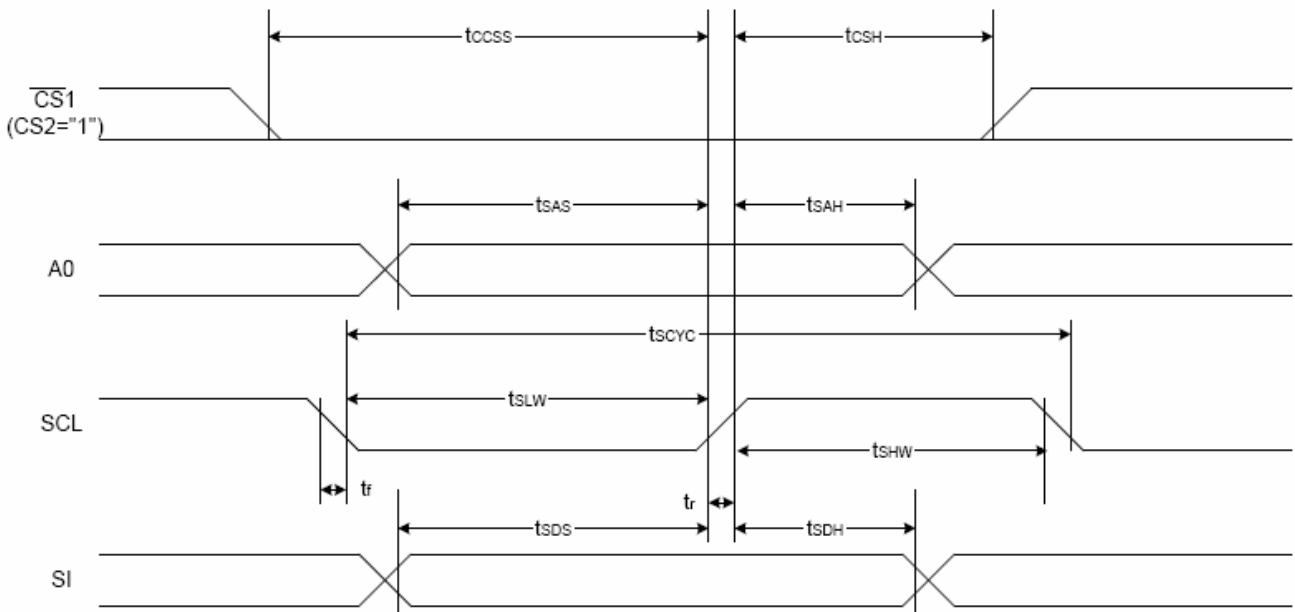 tCCSS
tCSH
CS1
(CS2="1")
tSAS
tSAH
A0
tSCYC
tSLW
SCL
tSHW
tf
tr
tSDS
tSDH
SI